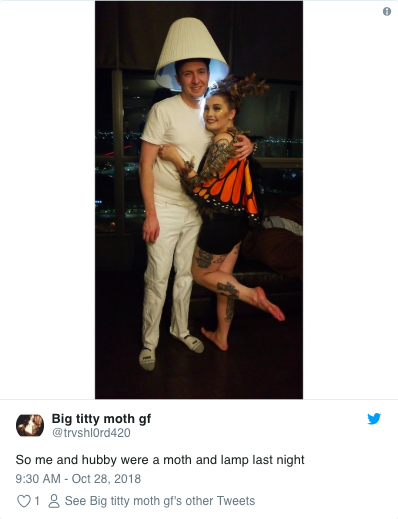 Big titty moth gf
@trvshl0rd420
So me and hubby were a moth and lamp last night
9:30 AM - Oct 28, 2018
1 See Big titty moth gf's other Tweets